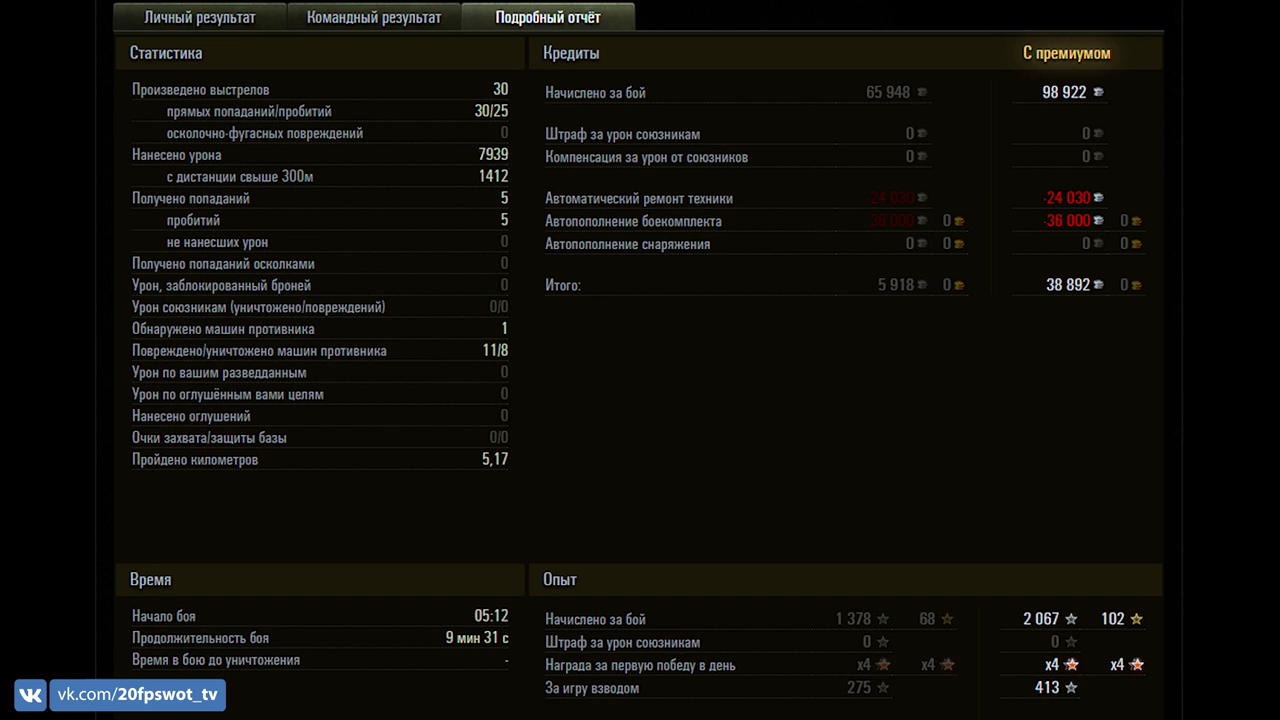 Личный результат Командный результат Подробный отчёт
Статистика
Произведено выстрелов 30
прямых попаданий/пробитий 30/25
осколочно-фугасных повреждений 0
Нанесено урона 7939
с дистанции свыше 300м 1412
Получено попаданий 5
пробитий 5
не нанесших урон 0
Получено попаданий осколками 0
Урон, заблокированный броней 0
Урон союзникам (уничтожено/повреждений) 0/0
Обнаружено машин противника 1
Повреждено/уничтожено машин противника 11/8
Урон по вашим разведданным 0
Урон по оглушённым вами целям 0
Нанесено оглушений 0
Очки захвата/защиты базы 0/0
Пройдено километров 5,17
Кредиты С премиумом
Начислено за бой 65 948 98 922
Штраф за урон союзникам 0 0
Компенсация за урон от союзников 0 0
Автоматический ремонт техники -24 030 -24 030
Автопополнение боекомплекта -36 000 0 -36 000 0
Автопополнение снаряжения 0 0 0 0
Итого: 5 918 0 38 892 0
Время
Начало боя 05:12
Продолжительность боя 9 мин 31 с
Время в бою до уничтожения -
Опыт
Начислено за бой 1 378 68 2 067 102
Штраф за урон союзникам 0 0
Награда за первую победу в день x4 x4 x4 x4
За игру взводом 275 413
vk.com/20fpswot_tv